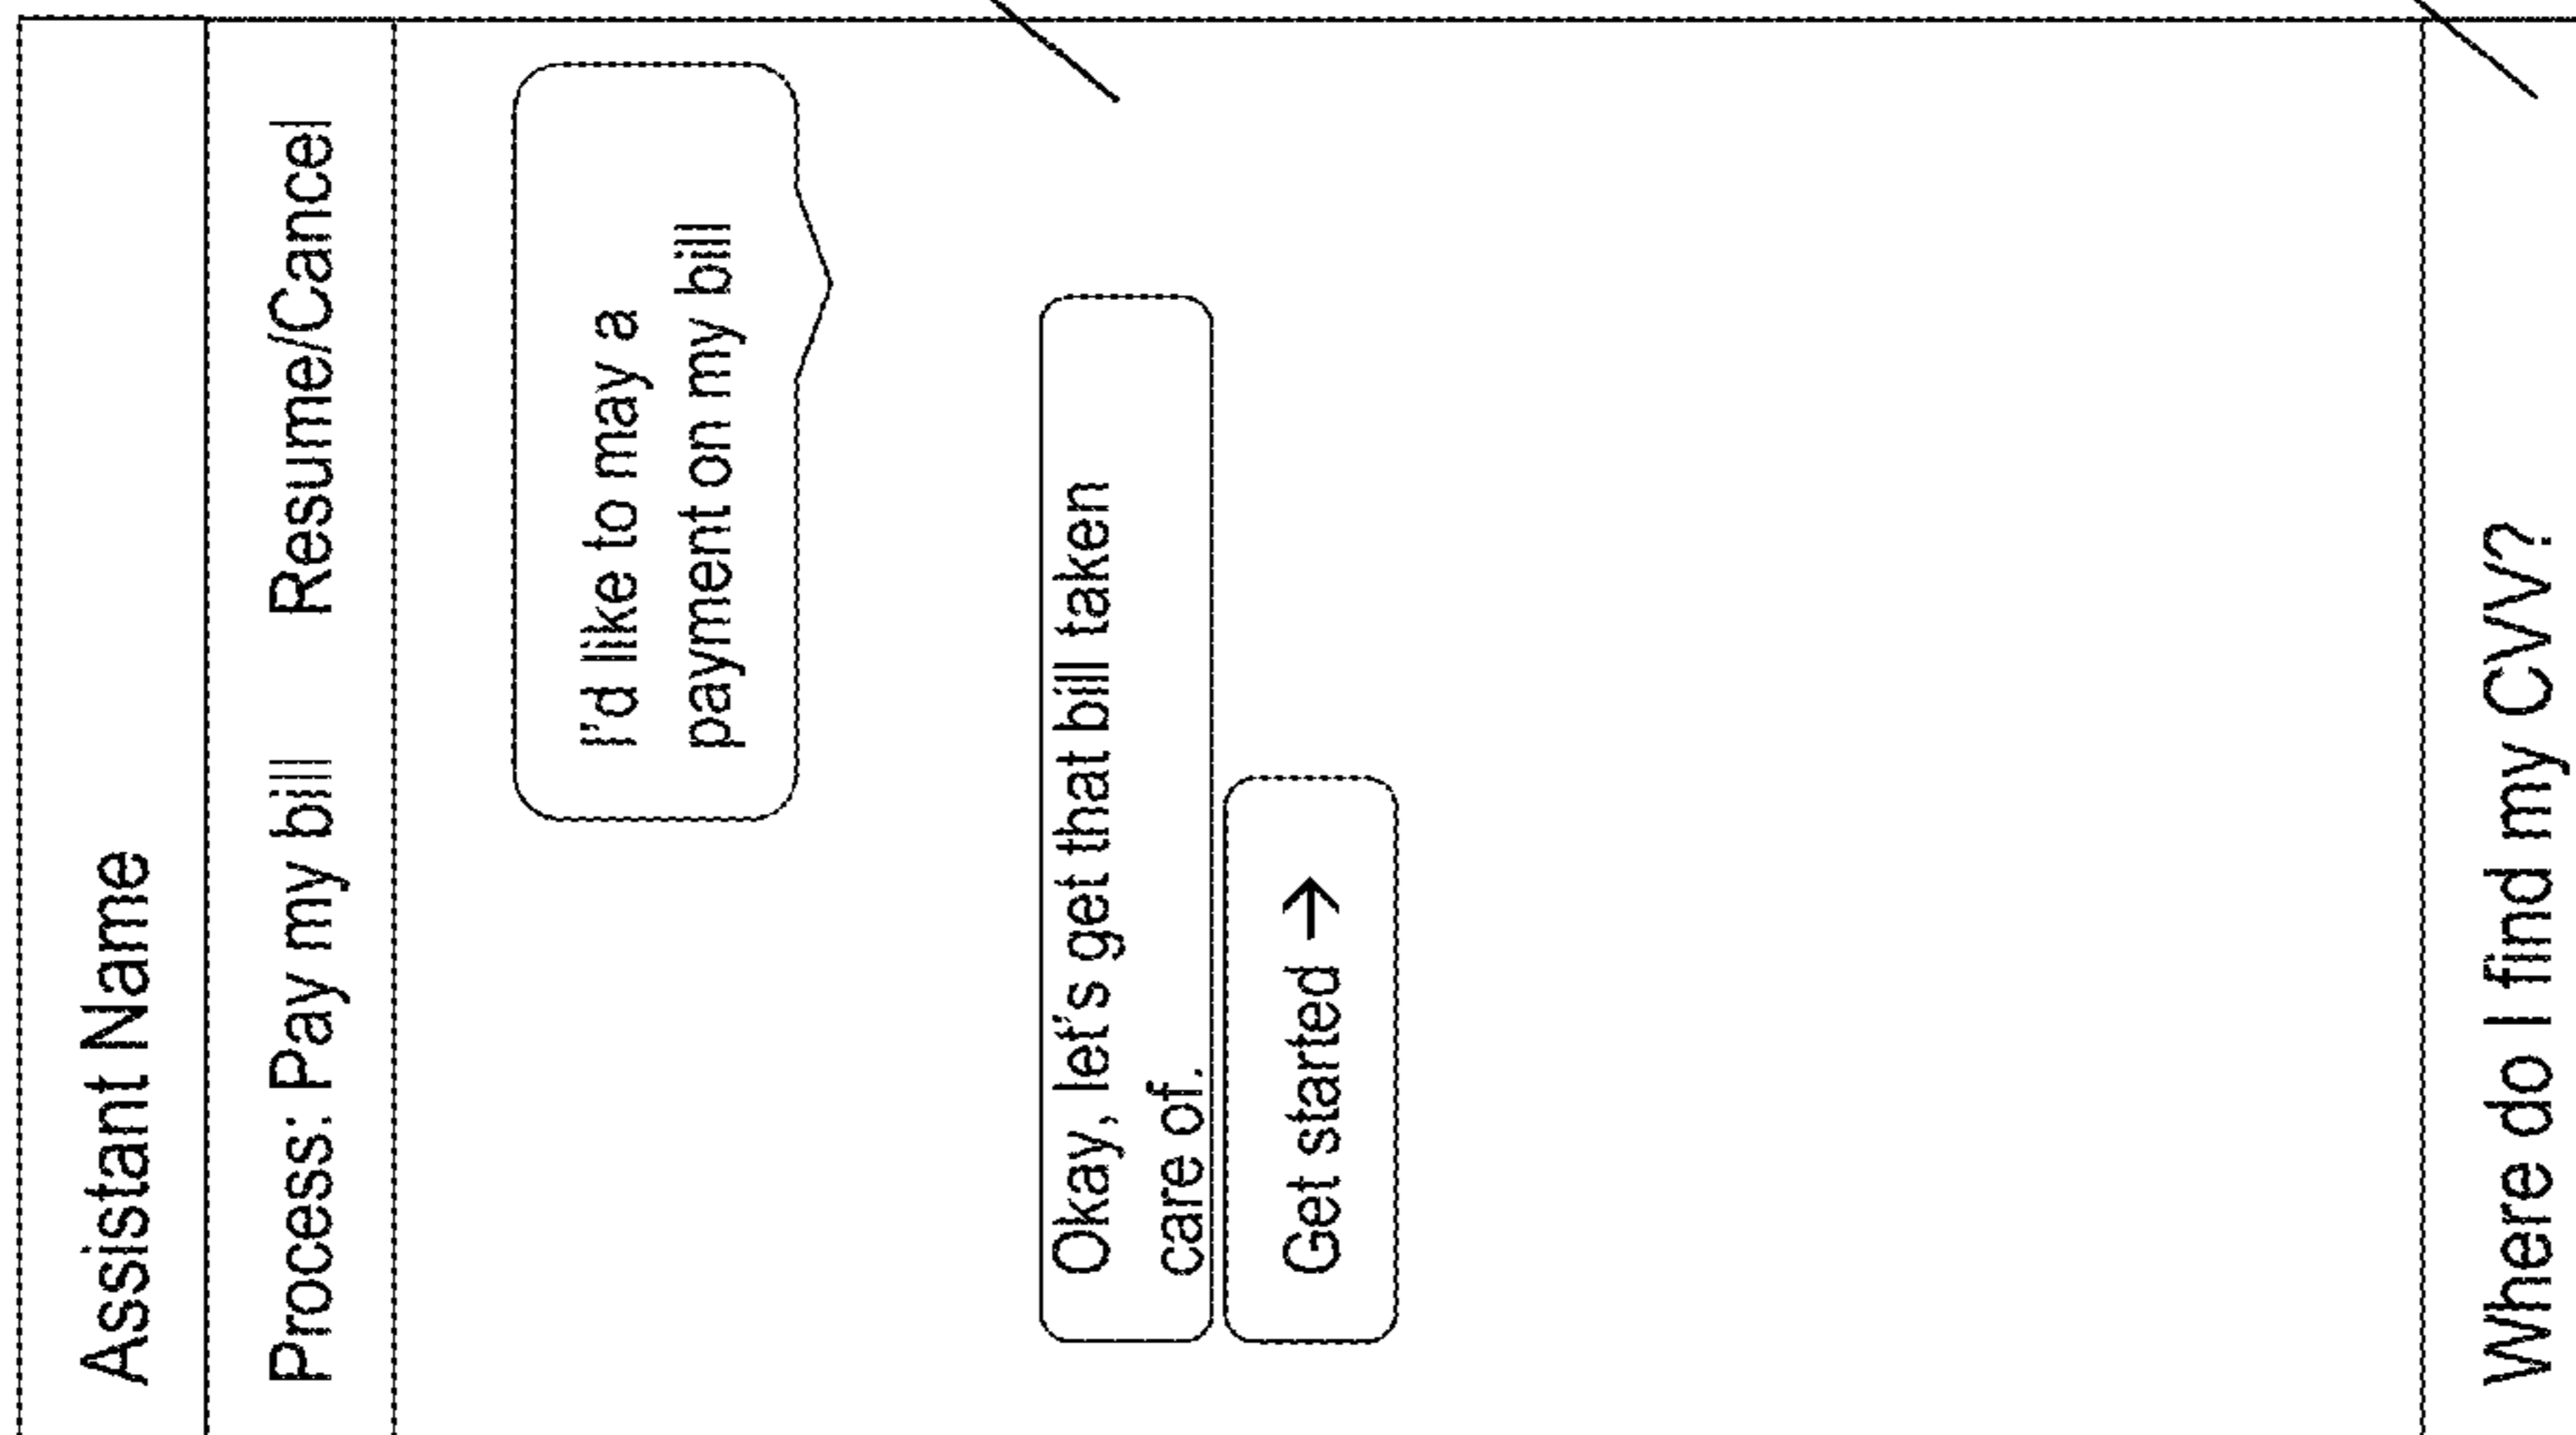 Assistant Name
Process: Pay my bill Resume/Cancel
I'd like to may a
payment on my bill
Okay, let's get that bill taken
care of.
Get started →
Where do I find my CVV?